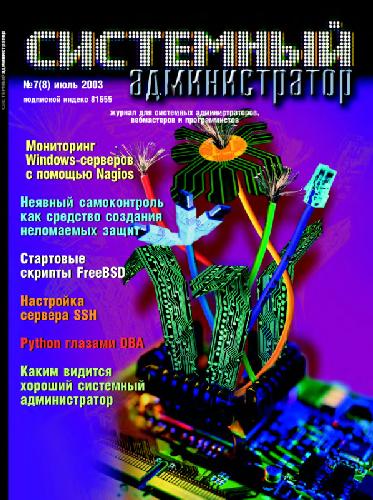 СИСТЕМНЫЙ
администратор
№7(8) июль 2003
подписной индекс 81655
журнал для системных администраторов,
вебмастеров и программистов
Мониторинг
Windows-серверов
с помощью Nagios
Неявный самоконтроль
как средство создания
неломаемых защит
Стартовые
скрипты FreeBSD
Настройка
сервера SSH
Python глазами DBA
Каким видится
хороший системный
администратор